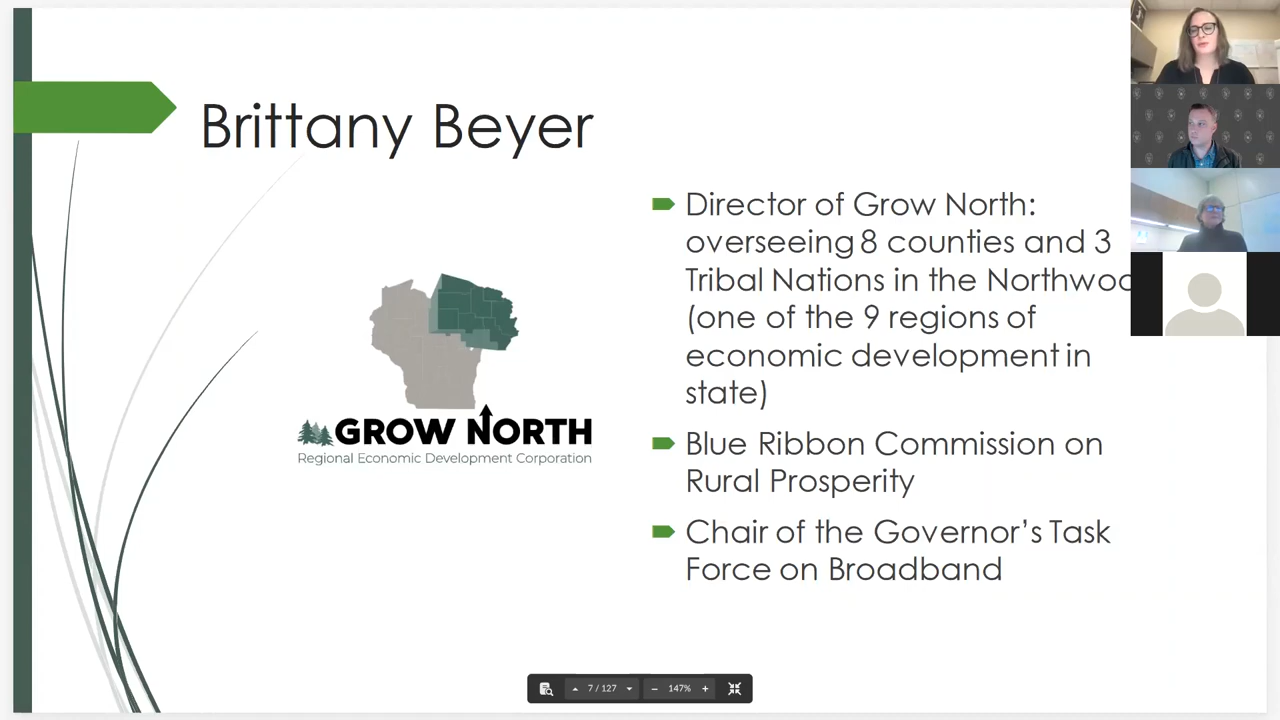 Brittany Beyer
Director of Grow North:
overseeing 8 counties and 3
Tribal Nations in the Northwoo
(one of the 9 regions of
economic development in
state)
GROW NORTH
Regional Economic Development Corporation
Blue Ribbon Commission on
Rural Prosperity
Chair of the Governor's Task
Force on Broadband
7 / 127
147%